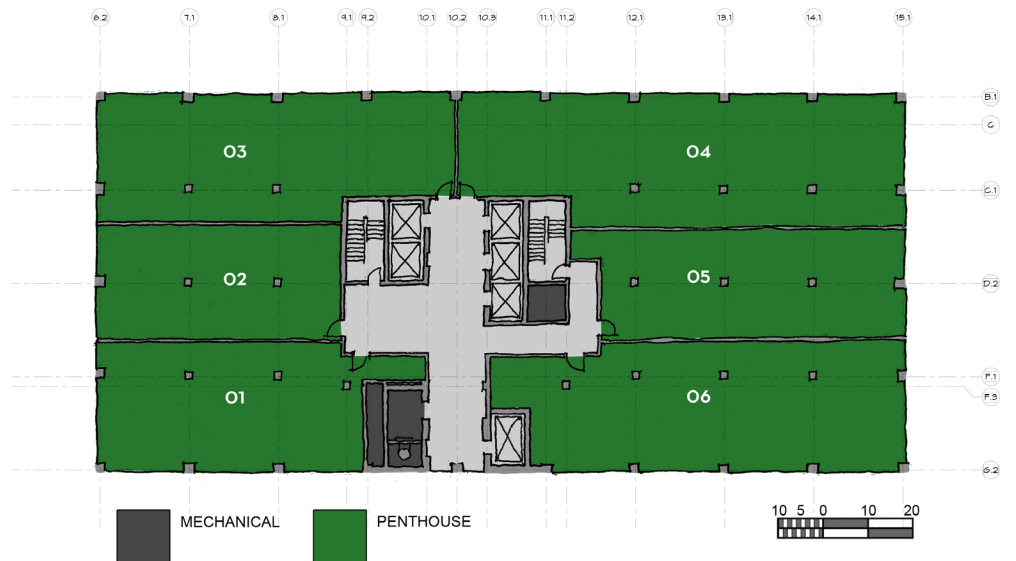 6.2 7.1 8.1 9.1 9.2 10.1 10.2 10.3 11.1 11.2 12.1 13.1 14.1 15.1
B.1
C
03 04
C.1
02 05
D.2
F.1
F.3
01 06
G.2
MECHANICAL PENTHOUSE
10 5 0 10 20